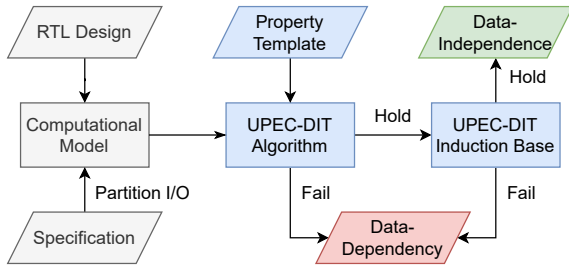 RTL Design
Property
Template
Data-
Independence
Hold
Computational
Model
UPEC-DIT
Algorithm
Hold
UPEC-DIT
Induction Base
Partition I/O
Fail
Fail
Specification
Data-
Dependency